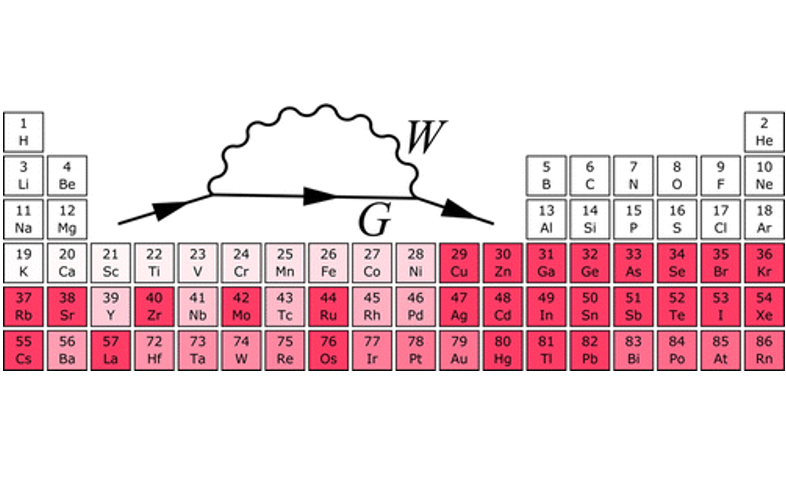 W
G
1 2
H He
3 4 5 6 7 8 9 10
Li Be B C N O F Ne
11 12 13 14 15 16 17 18
Na Mg Al Si P S Cl Ar
19 20 21 22 23 24 25 26 27 28 29 30 31 32 33 34 35 36
K Ca Sc Ti V Cr Mn Fe Co Ni Cu Zn Ga Ge As Se Br Kr
37 38 39 40 41 42 43 44 45 46 47 48 49 50 51 52 53 54
Rb Sr Y Zr Nb Mo Tc Ru Rh Pd Ag Cd In Sn Sb Te I Xe
55 56 57 72 73 74 75 76 77 78 79 80 81 82 83 84 85 86
Cs Ba La Hf Ta W Re Os Ir Pt Au Hg Tl Pb Bi Po At Rn